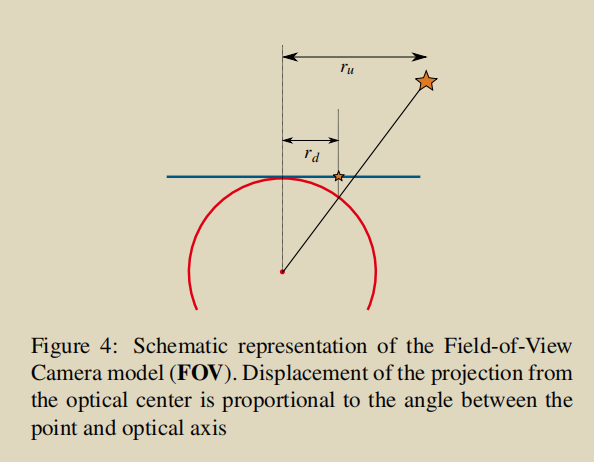 r_u
r_d
Figure 4: Schematic representation of the Field-of-View
Camera model (FOV). Displacement of the projection from
the optical center is proportional to the angle between the
point and optical axis